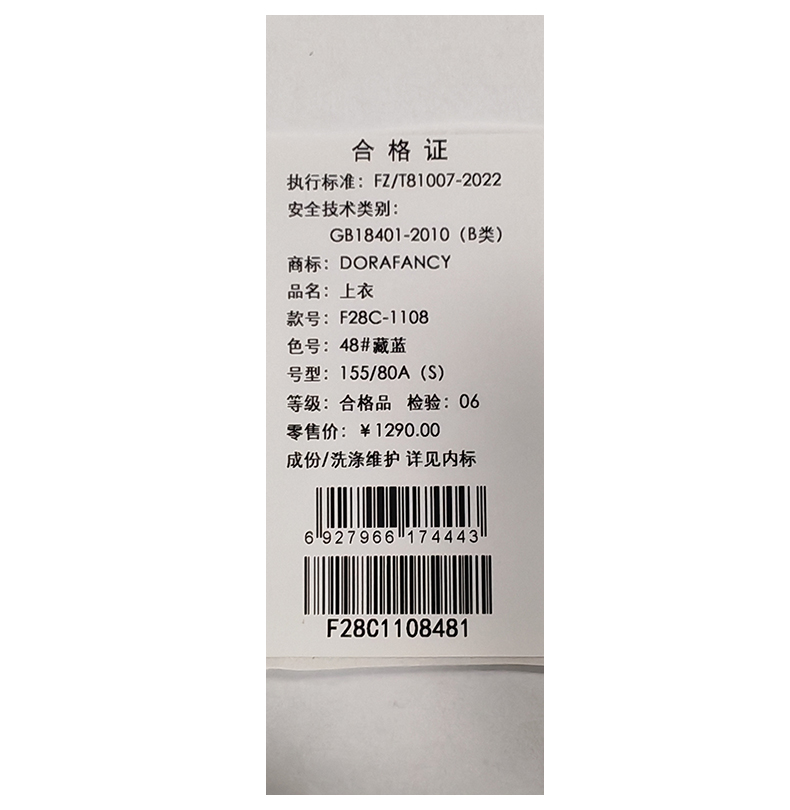 合格证
执行标准：FZ/T81007-2022
安全技术类别：
GB18401-2010（B类）
商标：DORAFANCY
品名：上衣
款号：F28C-1108
色号：48#藏蓝
号型：155/80A（S）
等级：合格品 检验：06
零售价：￥1290.00
成份/洗涤维护 详见内标
6 927966 174443
F28C1108481